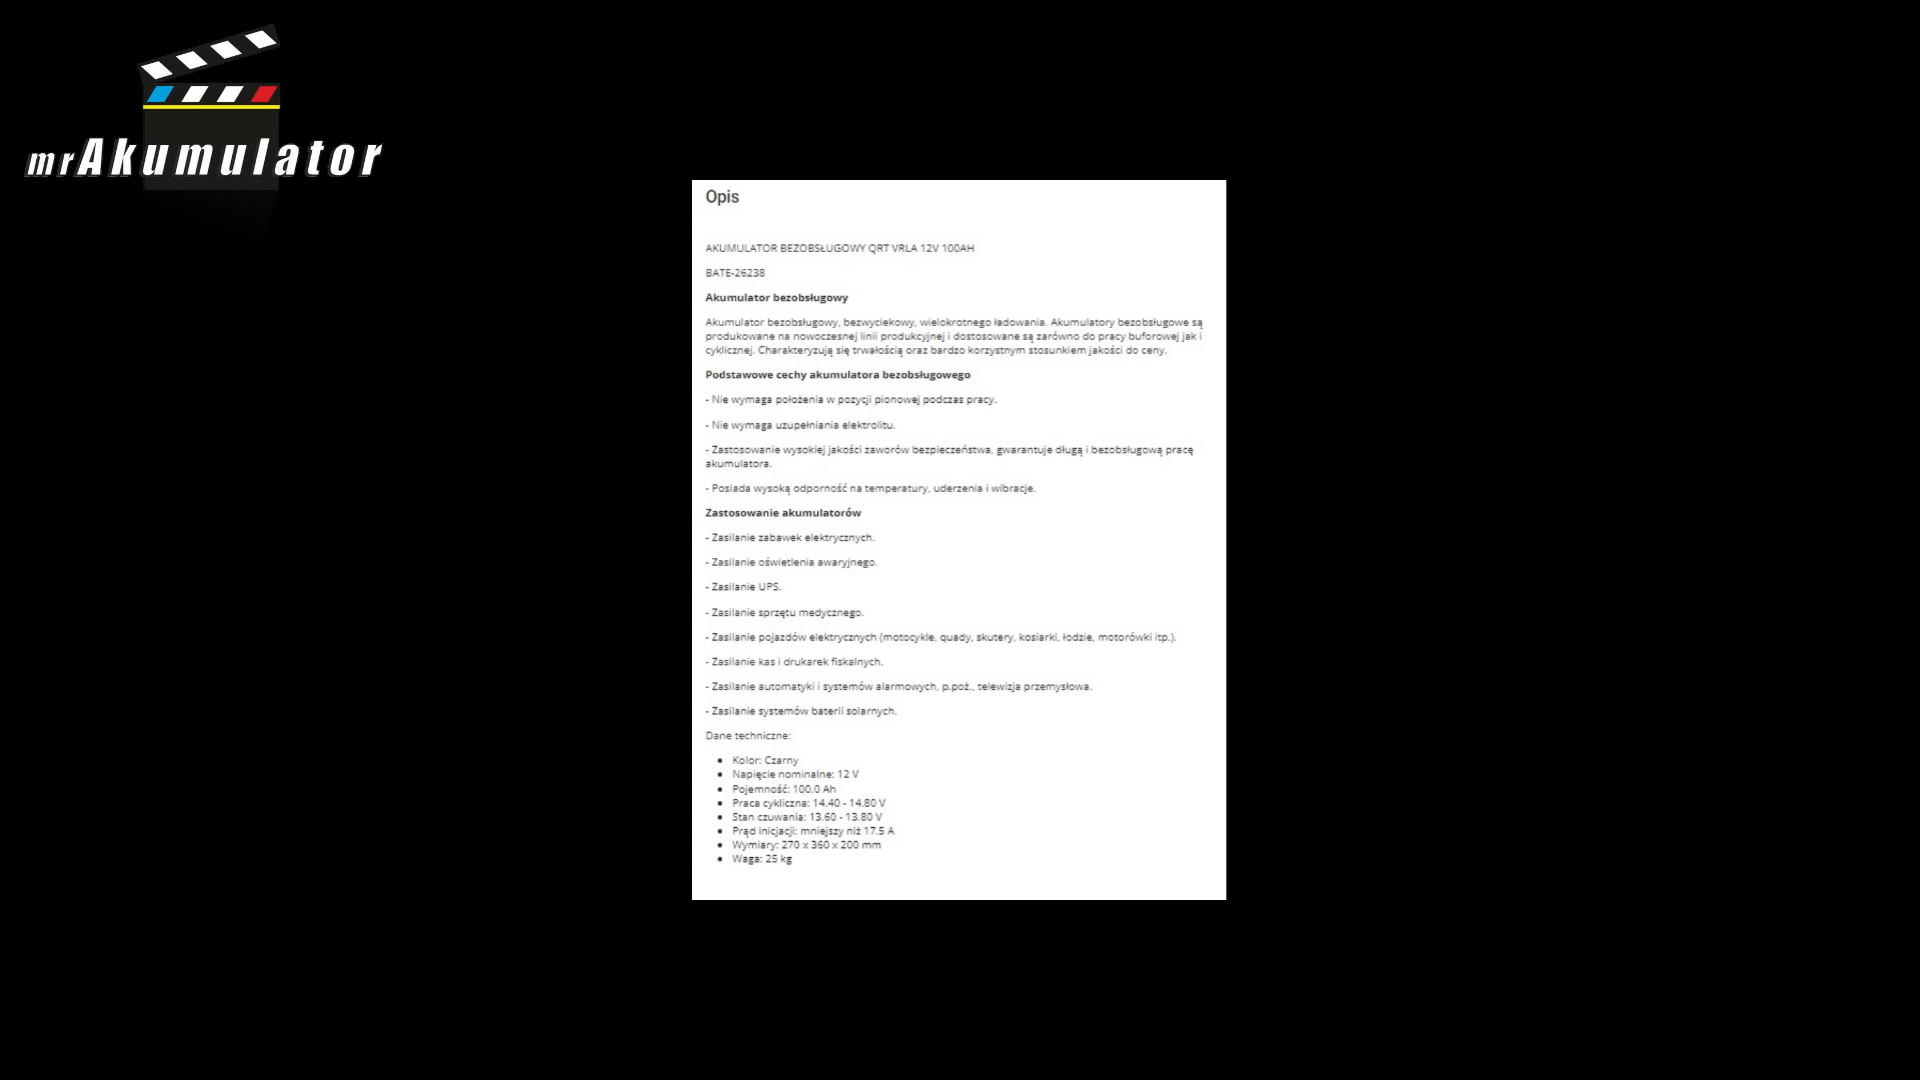 mrAkumulator
Opis
AKUMULATOR BEZOBSŁUGOWY QRT VRLA 12V 100AH
BATE-26238
Akumulator bezobsługowy
Akumulator bezobsługowy, bezwyciekowy, wielokrotnego ładowania. Akumulatory bezobsługowe są
produkowane na nowoczesnej linii produkcyjnej i dostosowane są zarówno do pracy buforowej jak i
cyklicznej. Charakteryzują się trwałością oraz bardzo korzystnym stosunkiem jakości do ceny.
Podstawowe cechy akumulatora bezobsługowego
- Nie wymaga położenia w pozycji pionowej podczas pracy.
- Nie wymaga uzupełniania elektrolitu.
- Zastosowanie wysokiej jakości zaworów bezpieczeństwa, gwarantuje długą i bezobsługową pracę
akumulatora.
- Posiada wysoką odporność na temperatury, uderzenia i wibracje.
Zastosowanie akumulatorów
- Zasilanie zabawek elektrycznych.
- Zasilanie oświetlenia awaryjnego.
- Zasilanie UPS.
- Zasilanie sprzętu medycznego.
- Zasilanie pojazdów elektrycznych (motocykle, quady, skutery, kosiarki, łodzie, motorówki itp.).
- Zasilanie kas i drukarek fiskalnych.
- Zasilanie automatyki i systemów alarmowych, p.poż., telewizja przemysłowa.
- Zasilanie systemów baterii solarnych.
Dane techniczne:
• Kolor: Czarny
• Napięcie nominalne: 12 V
• Pojemność: 100.0 Ah
• Praca cykliczna: 14.40 - 14.80 V
• Stan czuwania: 13.60 - 13.80 V
• Prąd inicjacji: mniejszy niż 17.5 A
• Wymiary: 270 x 360 x 200 mm
• Waga: 25 kg